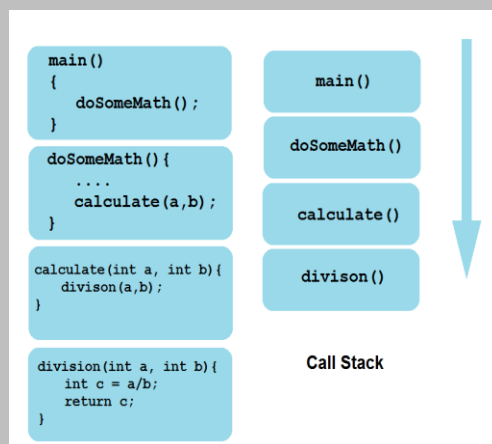 main()
{
doSomeMath();
}
doSomeMath(){
....
calculate(a,b);
}
calculate(int a, int b){
divison(a,b);
}
division(int a, int b){
int c = a/b;
return c;
}
main()
doSomeMath()
calculate()
divison()
Call Stack